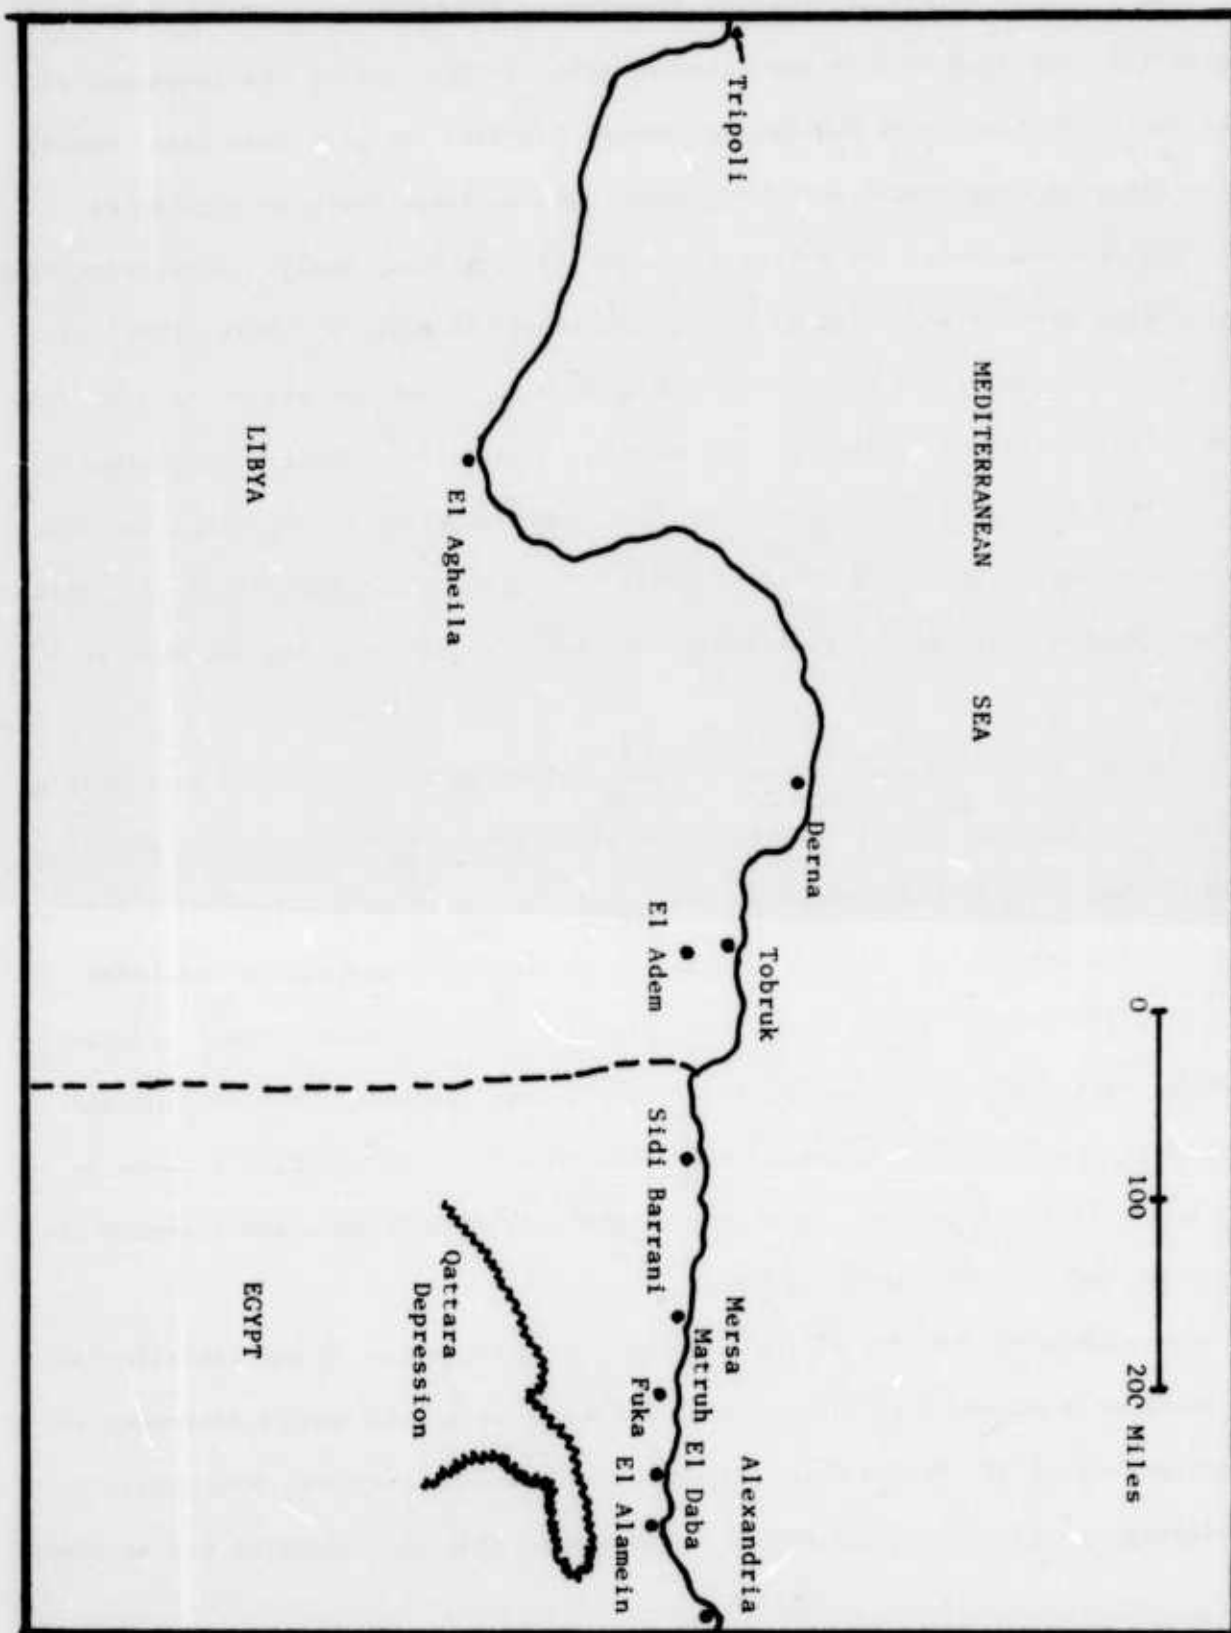 0 100 200 Miles
MEDITERRANEAN SEA
Tripoli
Derna
Tobruk
Alexandria
Mersa
Matruh
El Daba
El Adem
Sidi Barrani
Fuka
El Alamein
El Agheila
Qattara
Depression
LIBYA
EGYPT